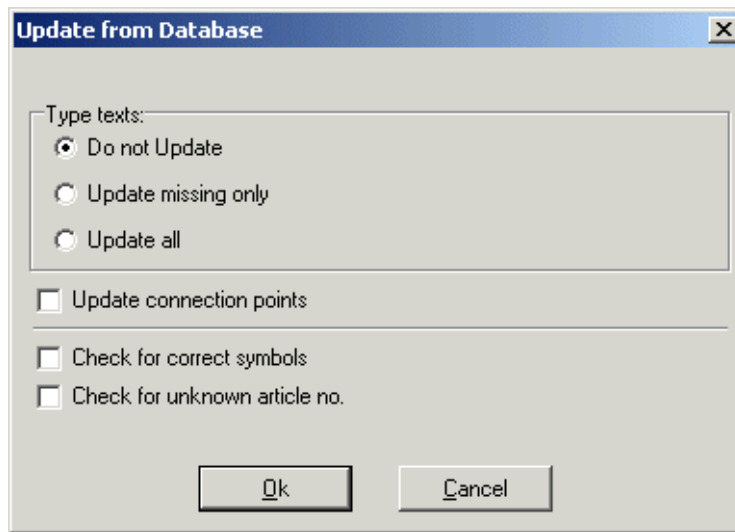 Update from Database
Type texts:
Do not Update
Update missing only
Update all
Update connection points
Check for correct symbols
Check for unknown article no.
Ok Cancel